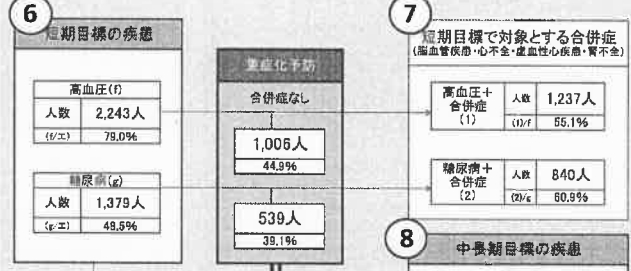 6
短期目標の疾患
高血圧(f)
人数 2,243人
(f/エ) 79.0%
糖尿病(g)
人数 1,379人
(g/エ) 48.5%
重症化予防
合併症なし
1,006人
44.9%
539人
39.1%
7
短期目標で対象とする合併症
(脳血管疾患・心不全・虚血性心疾患・腎不全)
高血圧+
合併症
(1)
人数 1,237人
(1)/f 55.1%
糖尿病+
合併症
(2)
人数 840人
(2)/g 60.9%
8
中長期目標の疾患